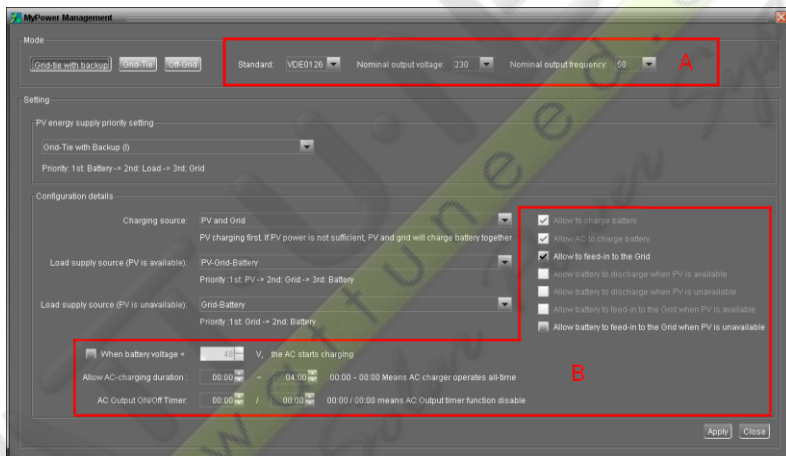 MyPower Management
Mode
Grid-tie with backup Grid-Tie Off-Grid Standard: VDE0126 Nominal output voltage: 230 Nominal output frequency: 50 A
Setting
PV energy supply priority setting
Grid-Tie with Backup (I)
Priority: 1st: Battery -> 2nd: Load -> 3rd: Grid
Configuration details
Charging source: PV and Grid
PV charging first. If PV power is not sufficient, PV and grid will charge battery together
Load supply source (PV is available): PV-Grid-Battery
Priority :1st: PV -> 2nd: Grid -> 3rd: Battery
Load supply source (PV is unavailable): Grid-Battery
Priority :1st: Grid -> 2nd: Battery
Allow to charge battery
Allow AC to charge battery
Allow to feed-in to the Grid
Allow battery to discharge when PV is available
Allow battery to discharge when PV is unavailable
Allow battery to feed-in to the Grid when PV is available
Allow battery to feed-in to the Grid when PV is unavailable
When battery voltage < 48 V, the AC starts charging
Allow AC-charging duration : 00:00 ~ 04:00 00:00 - 00:00 Means AC charger operates all-time
AC Output ON/Off Timer: 00:00 / 00:00 00:00 / 00:00 means AC Output timer function disable
B
Apply Close
wattuneed.
Solar Power Sys